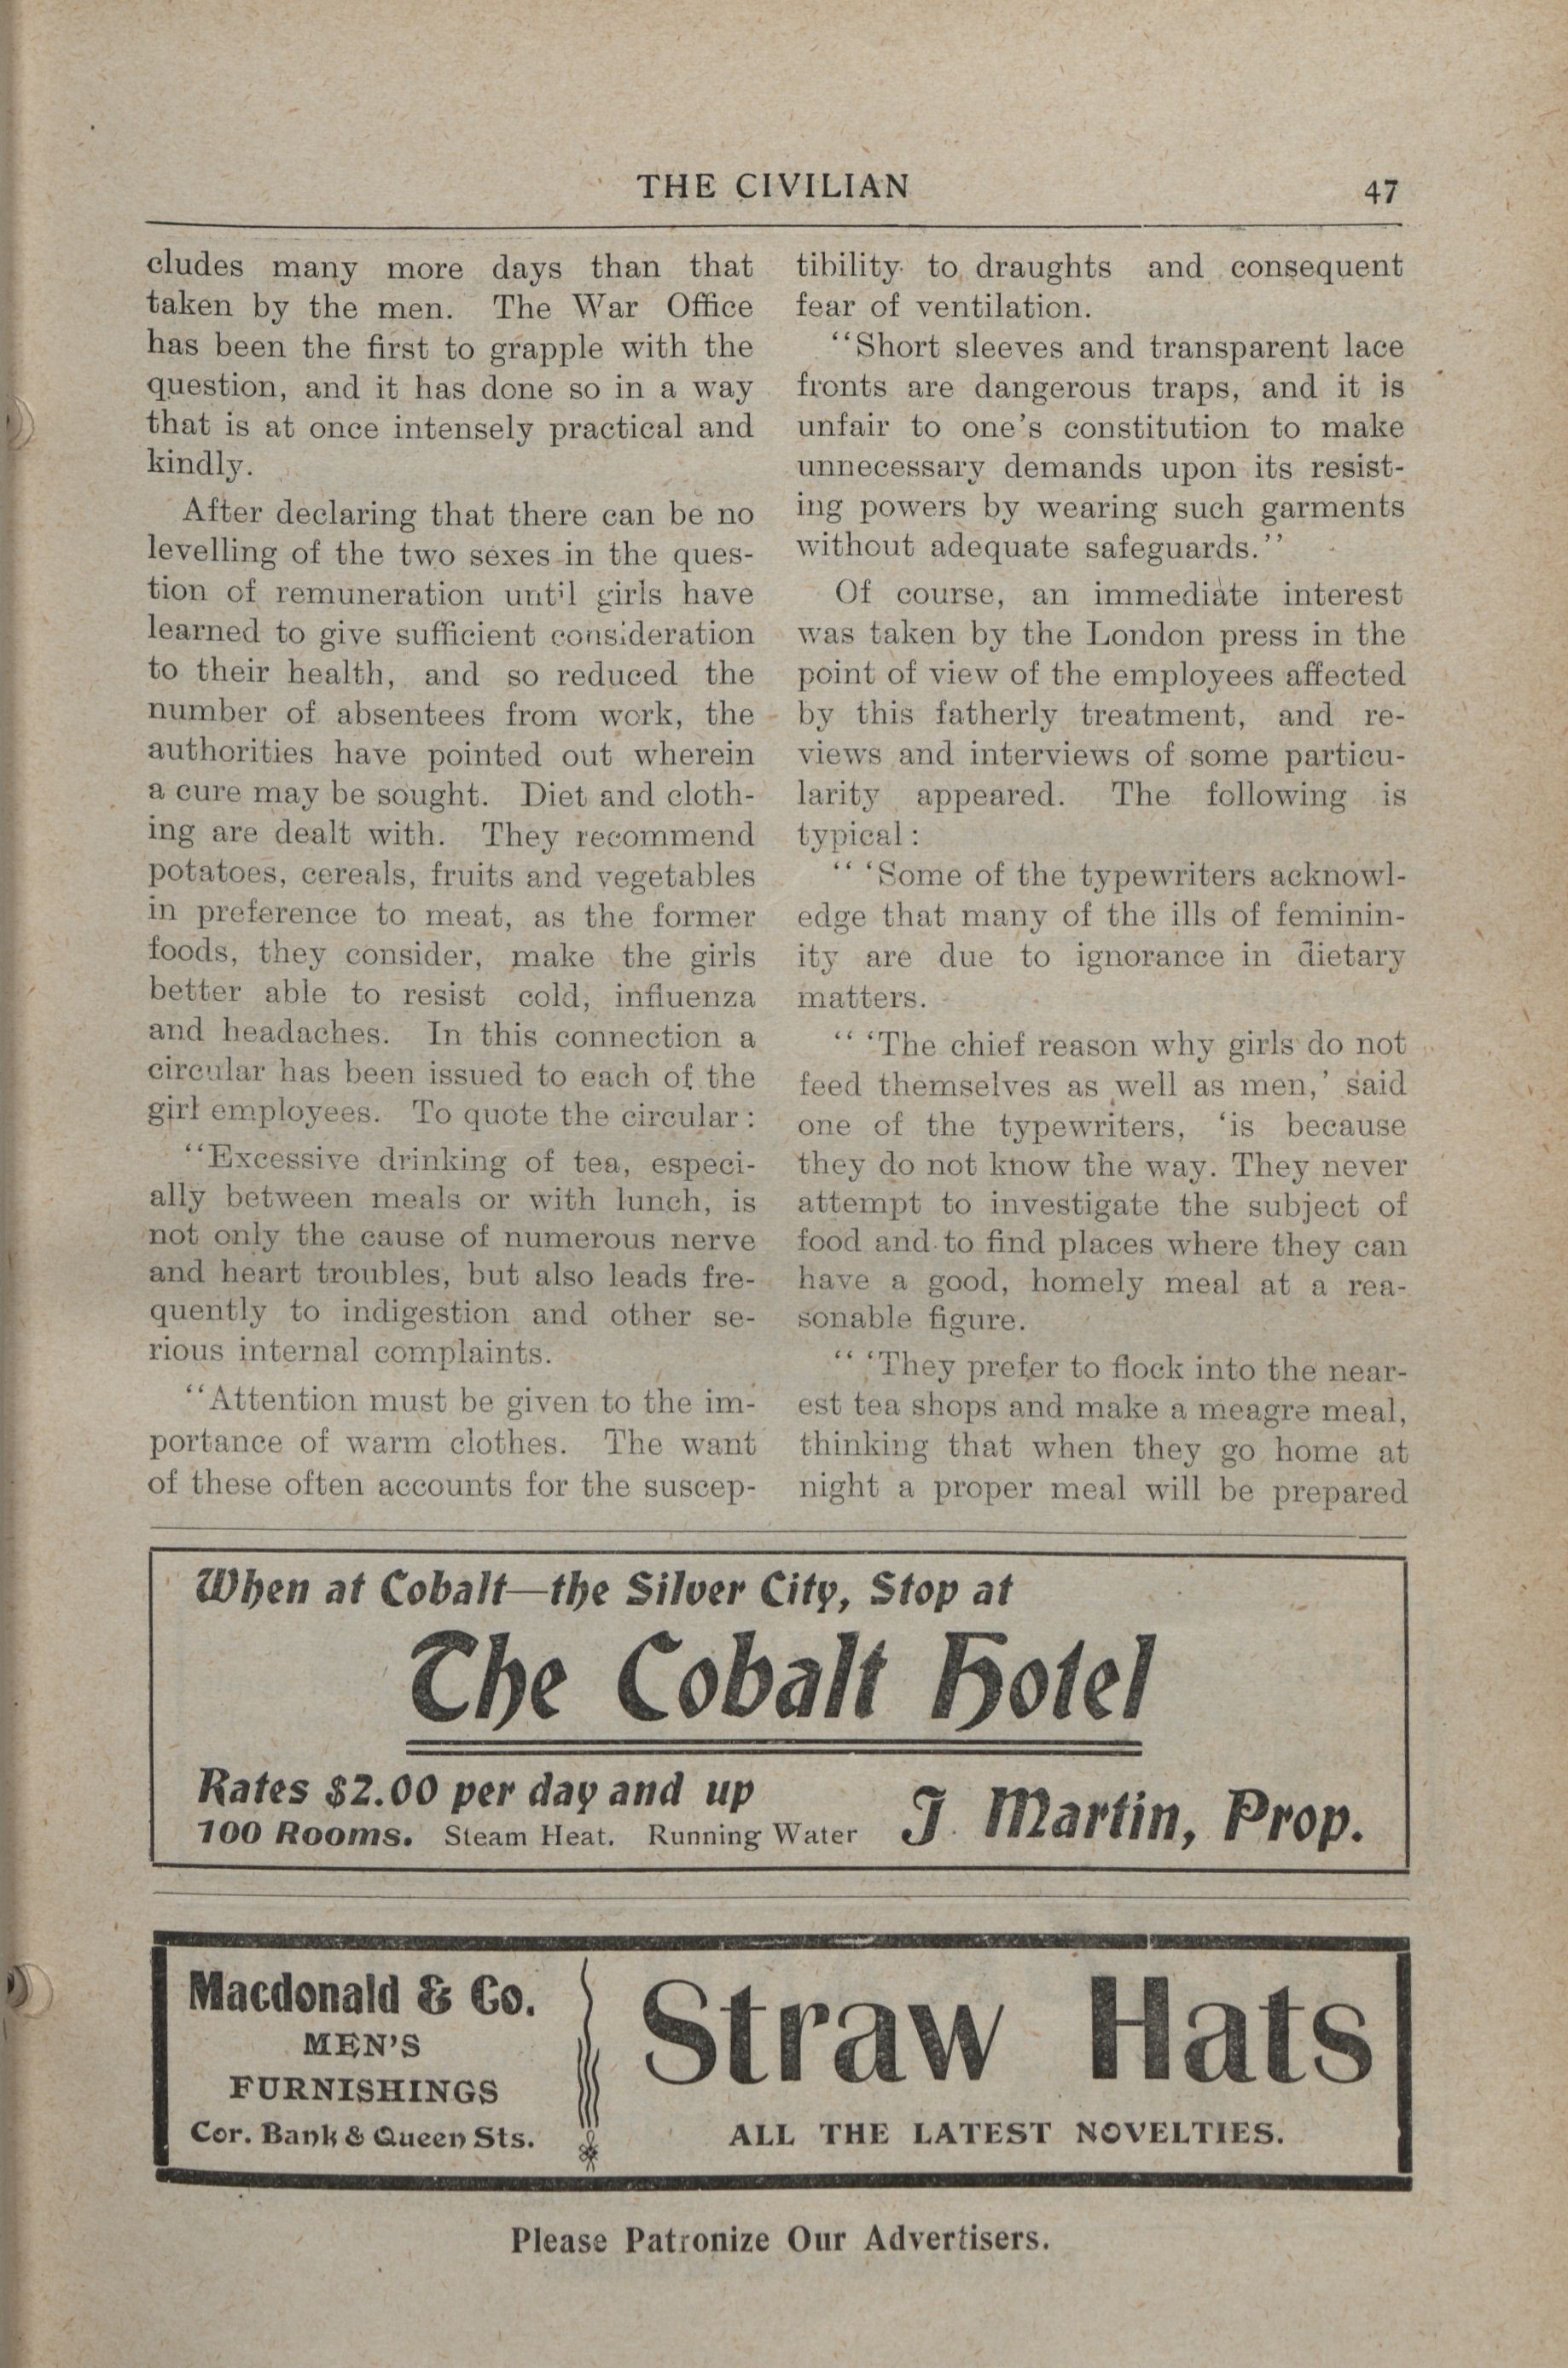 THE CIVILIAN
47
cludes many more days than that
taken by the men. The War Office
has been the first to grapple with the
question, and it has done so in a way
that is at once intensely practical and
kindly.
After declaring that there can be no
levelling of the two sexes in the ques-
tion of remuneration until girls have
learned to give sufficient consideration
to their health, and so reduced the
number of absentees from work, the
authorities have pointed out wherein
a cure may be sought. Diet and cloth-
ing are dealt with. They recommend
potatoes, cereals, fruits and vegetables
in preference to meat, as the former
foods, they consider, make the girls
better able to resist cold, influenza
and headaches. In this connection a
circular has been issued to each of the
girl employees. To quote the circular:
"Excessive drinking of tea, especi-
ally between meals or with lunch, is
not only the cause of numerous nerve
and heart troubles, but also leads fre-
quently to indigestion and other se-
rious internal complaints.
"Attention must be given to the im-
portance of warm clothes. The want
of these often accounts for the suscep-
tibility to draughts and consequent
fear of ventilation.
"Short sleeves and transparent lace
fronts are dangerous traps, and it is
unfair to one's constitution to make
unnecessary demands upon its resist-
ing powers by wearing such garments
without adequate safeguards."
Of course, an immediate interest
was taken by the London press in the
point of view of the employees affected
by this fatherly treatment, and re-
views and interviews of some particu-
larity appeared. The following is
typical:
" 'Some of the typewriters acknowl-
edge that many of the ills of feminin-
ity are due to ignorance in dietary
matters.
" 'The chief reason why girls do not
feed themselves as well as men,' said
one of the typewriters, 'is because
they do not know the way. They never
attempt to investigate the subject of
food and to find places where they can
have a good, homely meal at a rea-
sonable figure.
" 'They prefer to flock into the near-
est tea shops and make a meagre meal,
thinking that when they go home at
night a proper meal will be prepared
When at Cobalt—the Silver City, Stop at
The Cobalt Hotel
Rates $2.00 per day and up
100 Rooms. Steam Heat. Running Water
J. Martin, Prop.
Macdonald & Co.
MEN'S
FURNISHINGS
Cor. Bank & Queen Sts.
Straw Hats
ALL THE LATEST NOVELTIES.
Please Patronize Our Advertisers.